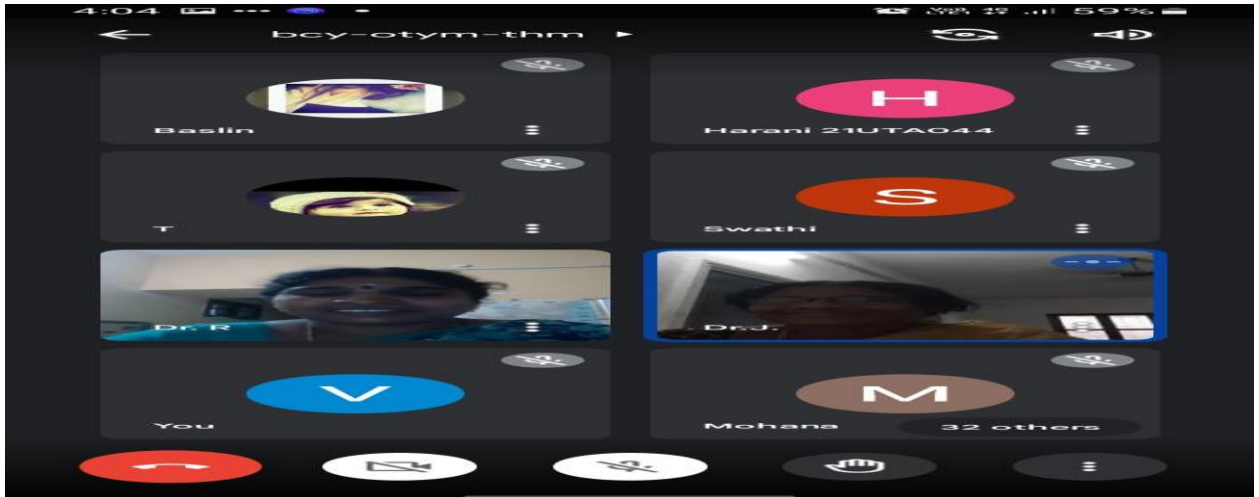 4:04 59%
bcy-otym-thm
H
Baslin Harani 21UTA044
S
T Swathi
Dr. R Dr.J.
V M
You Mohana 32 others